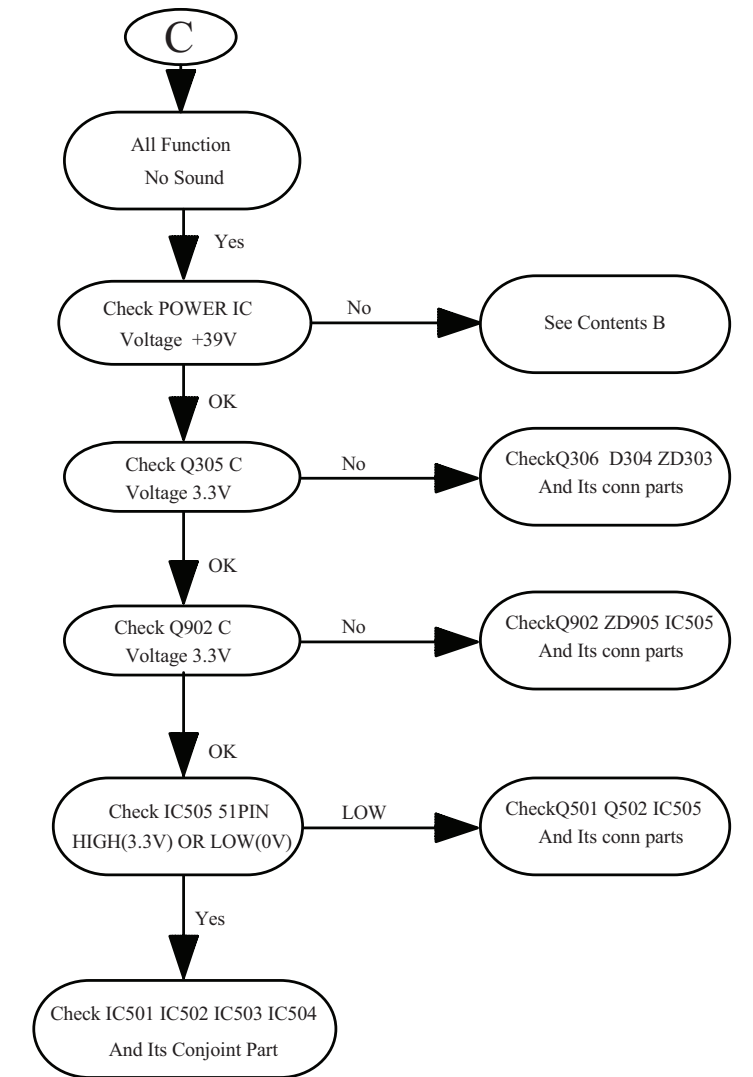 C
All Function
No Sound
Yes
Check POWER IC
Voltage +39V
No
See Contents B
OK
Check Q305 C
Voltage 3.3V
No
CheckQ306 D304 ZD303
And Its conn parts
OK
Check Q902 C
Voltage 3.3V
No
CheckQ902 ZD905 IC505
And Its conn parts
OK
Check IC505 51PIN
HIGH(3.3V) OR LOW(0V)
LOW
CheckQ501 Q502 IC505
And Its conn parts
Yes
Check IC501 IC502 IC503 IC504
And Its Conjoint Part